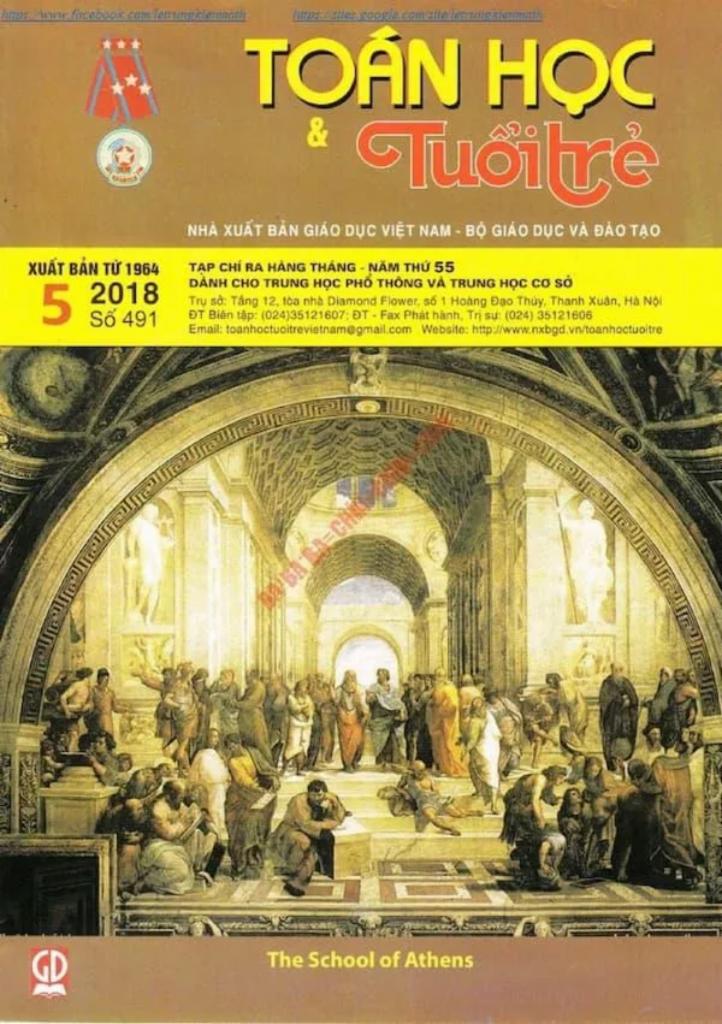 https://www.facebook.com/letrungkienmath https://sites.google.com/site/letrungkienmath
TOÁN HỌC
&
Tuổi trẻ
NHÀ XUẤT BẢN GIÁO DỤC VIỆT NAM - BỘ GIÁO DỤC VÀ ĐÀO TẠO
XUẤT BẢN TỪ 1964
5 2018
Số 491
TẠP CHÍ RA HÀNG THÁNG - NĂM THỨ 55
DÀNH CHO TRUNG HỌC PHỔ THÔNG VÀ TRUNG HỌC CƠ SỞ
Trụ sở: Tầng 12, tòa nhà Diamond Flower, số 1 Hoàng Đạo Thúy, Thanh Xuân, Hà Nội
ĐT Biên tập: (024)35121607; ĐT - Fax Phát hành, Trị sự: (024) 35121606
Email: toanhoctuoitrevietnam@gmail.com Website: http://www.nxbgd.vn/toanhoctuoitre
The School of Athens
GD